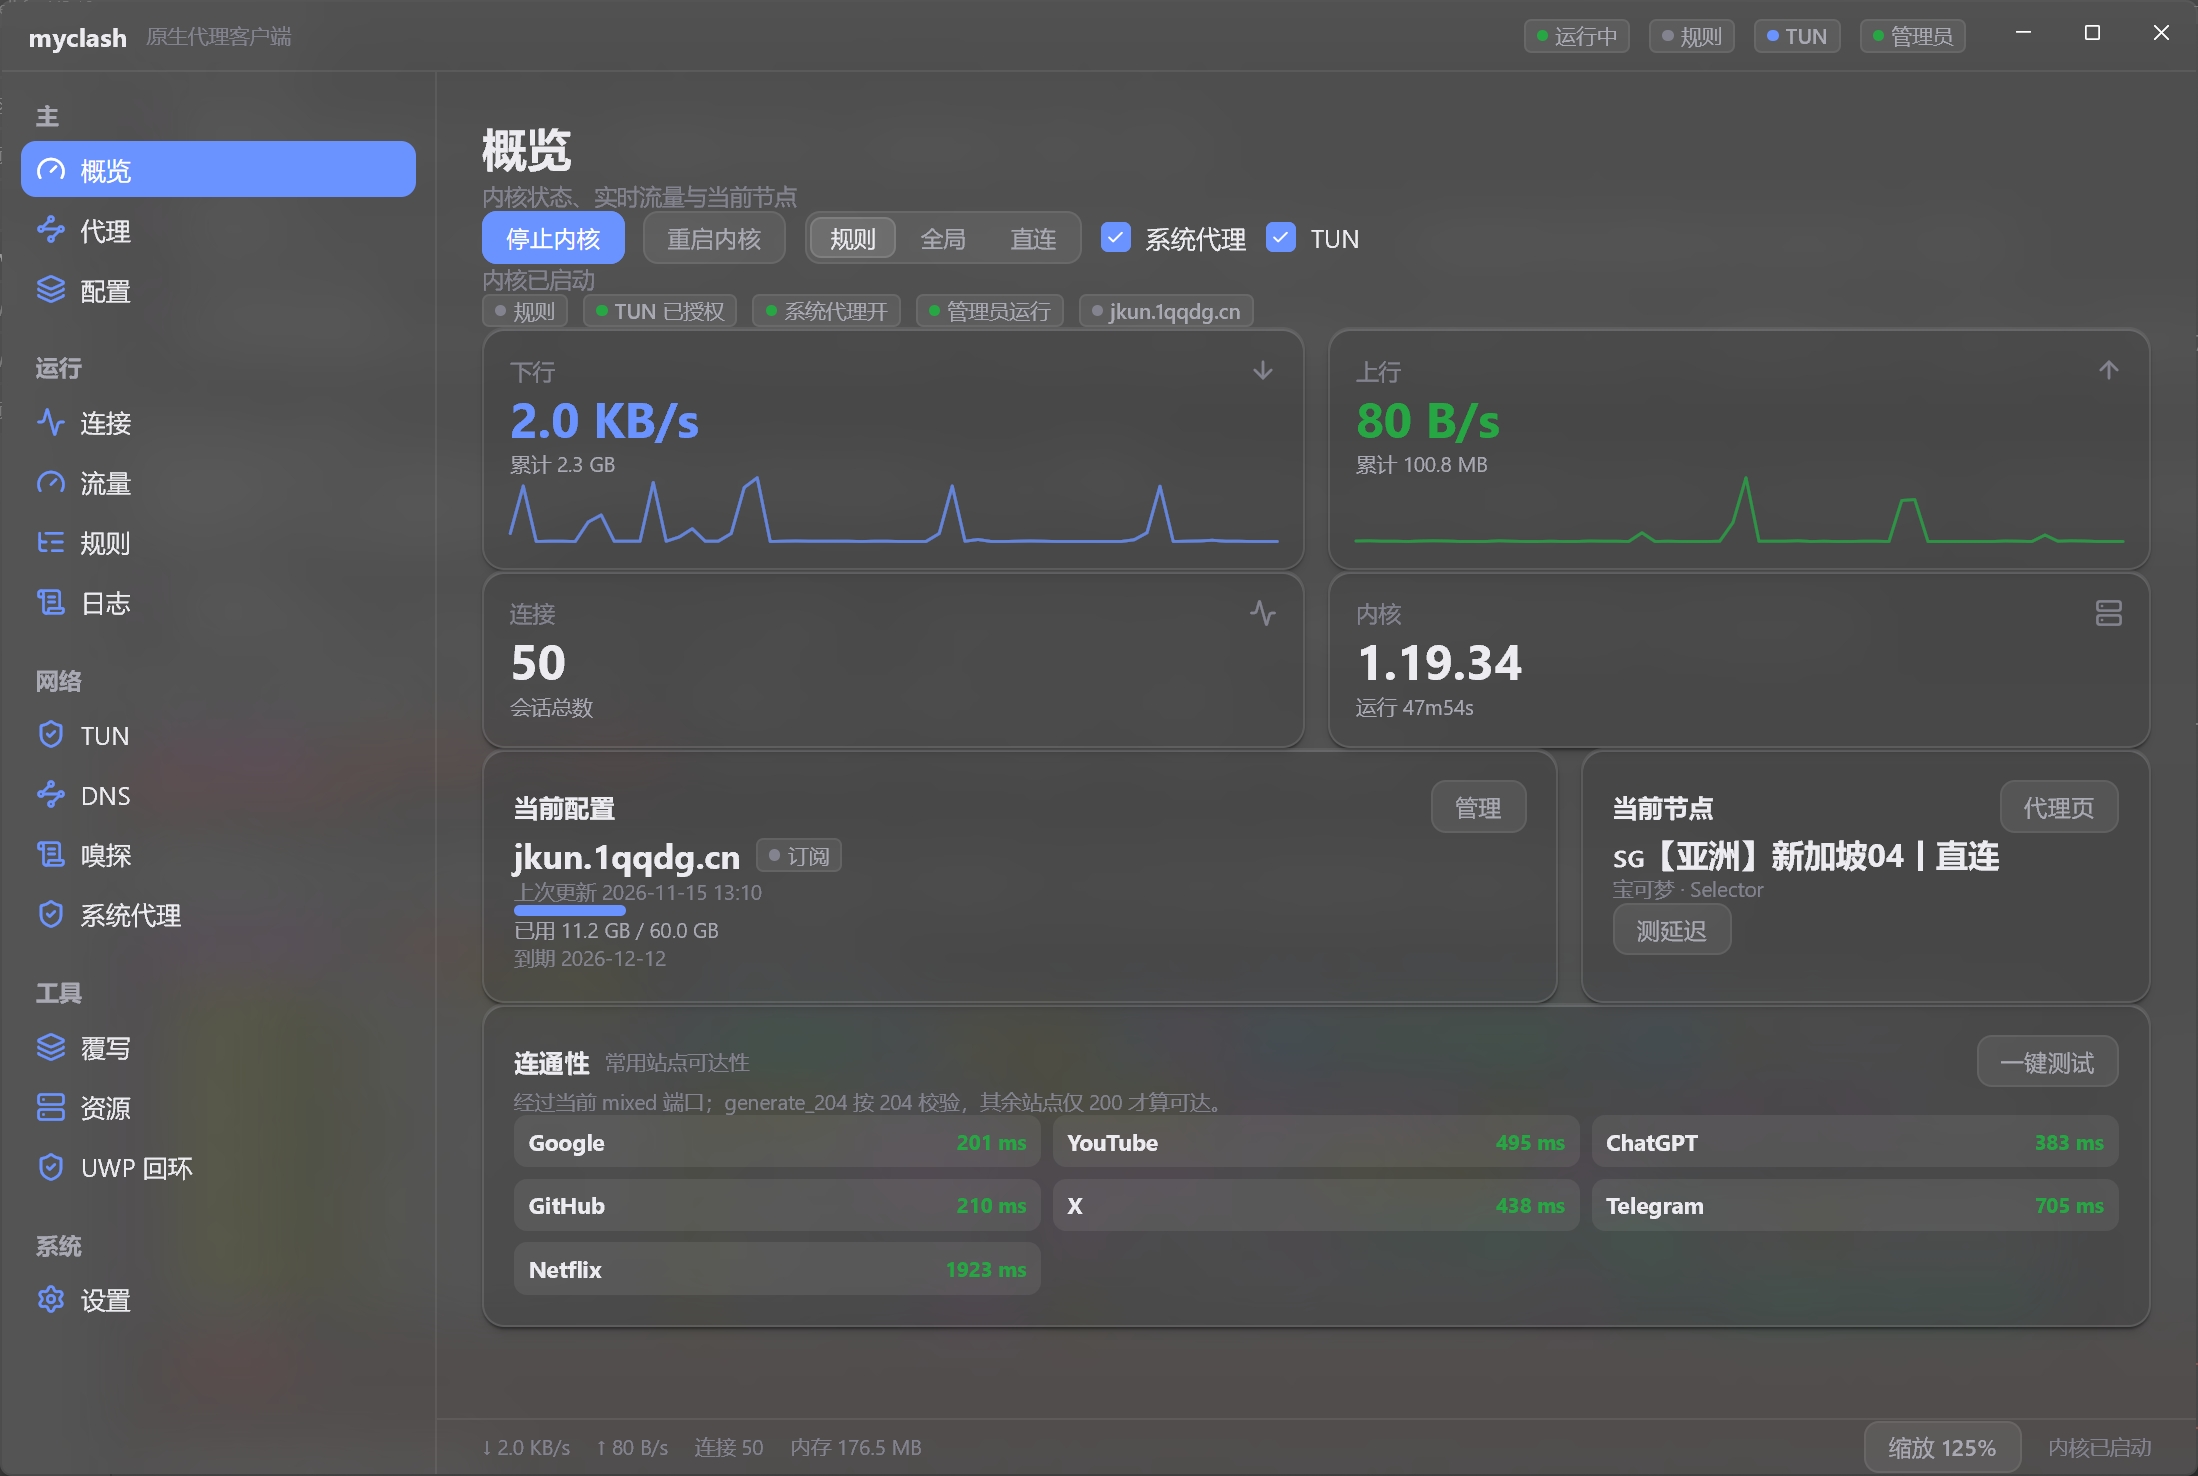 myclash 原生代理客户端 运行中 规则 TUN 管理员
主
概览
代理
配置
运行
连接
流量
规则
日志
网络
TUN
DNS
嗅探
系统代理
工具
覆写
资源
UWP 回环
系统
设置
概览
内核状态、实时流量与当前节点
停止内核 重启内核 规则 全局 直连 系统代理 TUN
内核已启动
规则 TUN 已授权 系统代理开 管理员运行 jkun.1qqdg.cn
下行
2.0 KB/s
累计 2.3 GB
上行
80 B/s
累计 100.8 MB
连接
50
会话总数
内核
1.19.34
运行 47m54s
当前配置 管理
jkun.1qqdg.cn 订阅
上次更新 2026-11-15 13:10
已用 11.2 GB / 60.0 GB
到期 2026-12-12
当前节点 代理页
SG【亚洲】新加坡04丨直连
宝可梦 · Selector
测延迟
连通性 常用站点可达性 一键测试
经过当前 mixed 端口；generate_204 按 204 校验，其余站点仅 200 才算可达。
Google 201 ms YouTube 495 ms ChatGPT 383 ms
GitHub 210 ms X 438 ms Telegram 705 ms
Netflix 1923 ms
↓ 2.0 KB/s ↑ 80 B/s 连接 50 内存 176.5 MB 缩放 125% 内核已启动